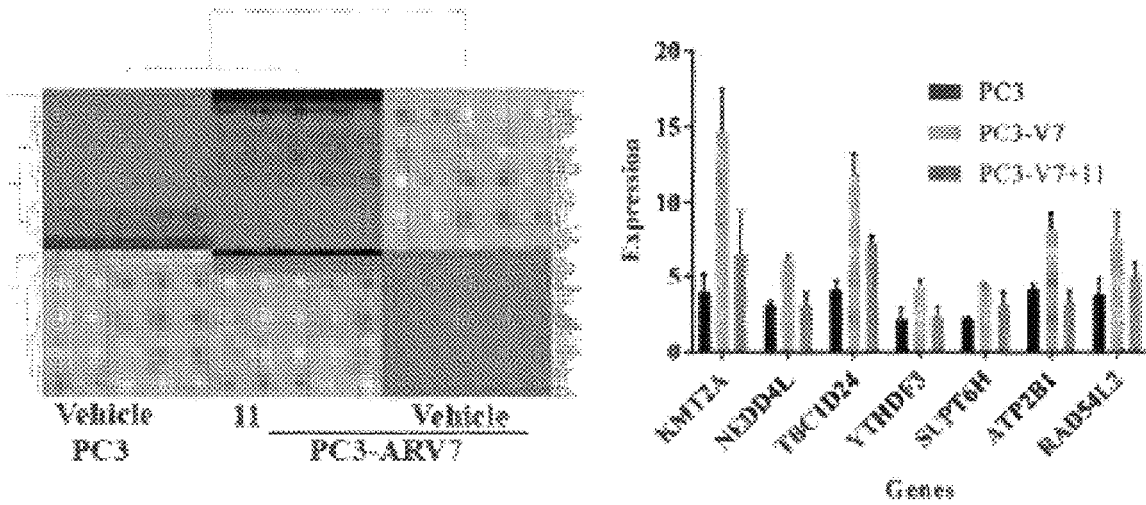 Vehicle 11 Vehicle
PC3 PC3-ARV7
20
15
10
5
0
Expression
PC3
PC3-V7
PC3-V7+11
KMT2A
NEDD4L
TBC1D24
YTHDF3
SUPT6H
ATP2B1
RAD54L2
Genes